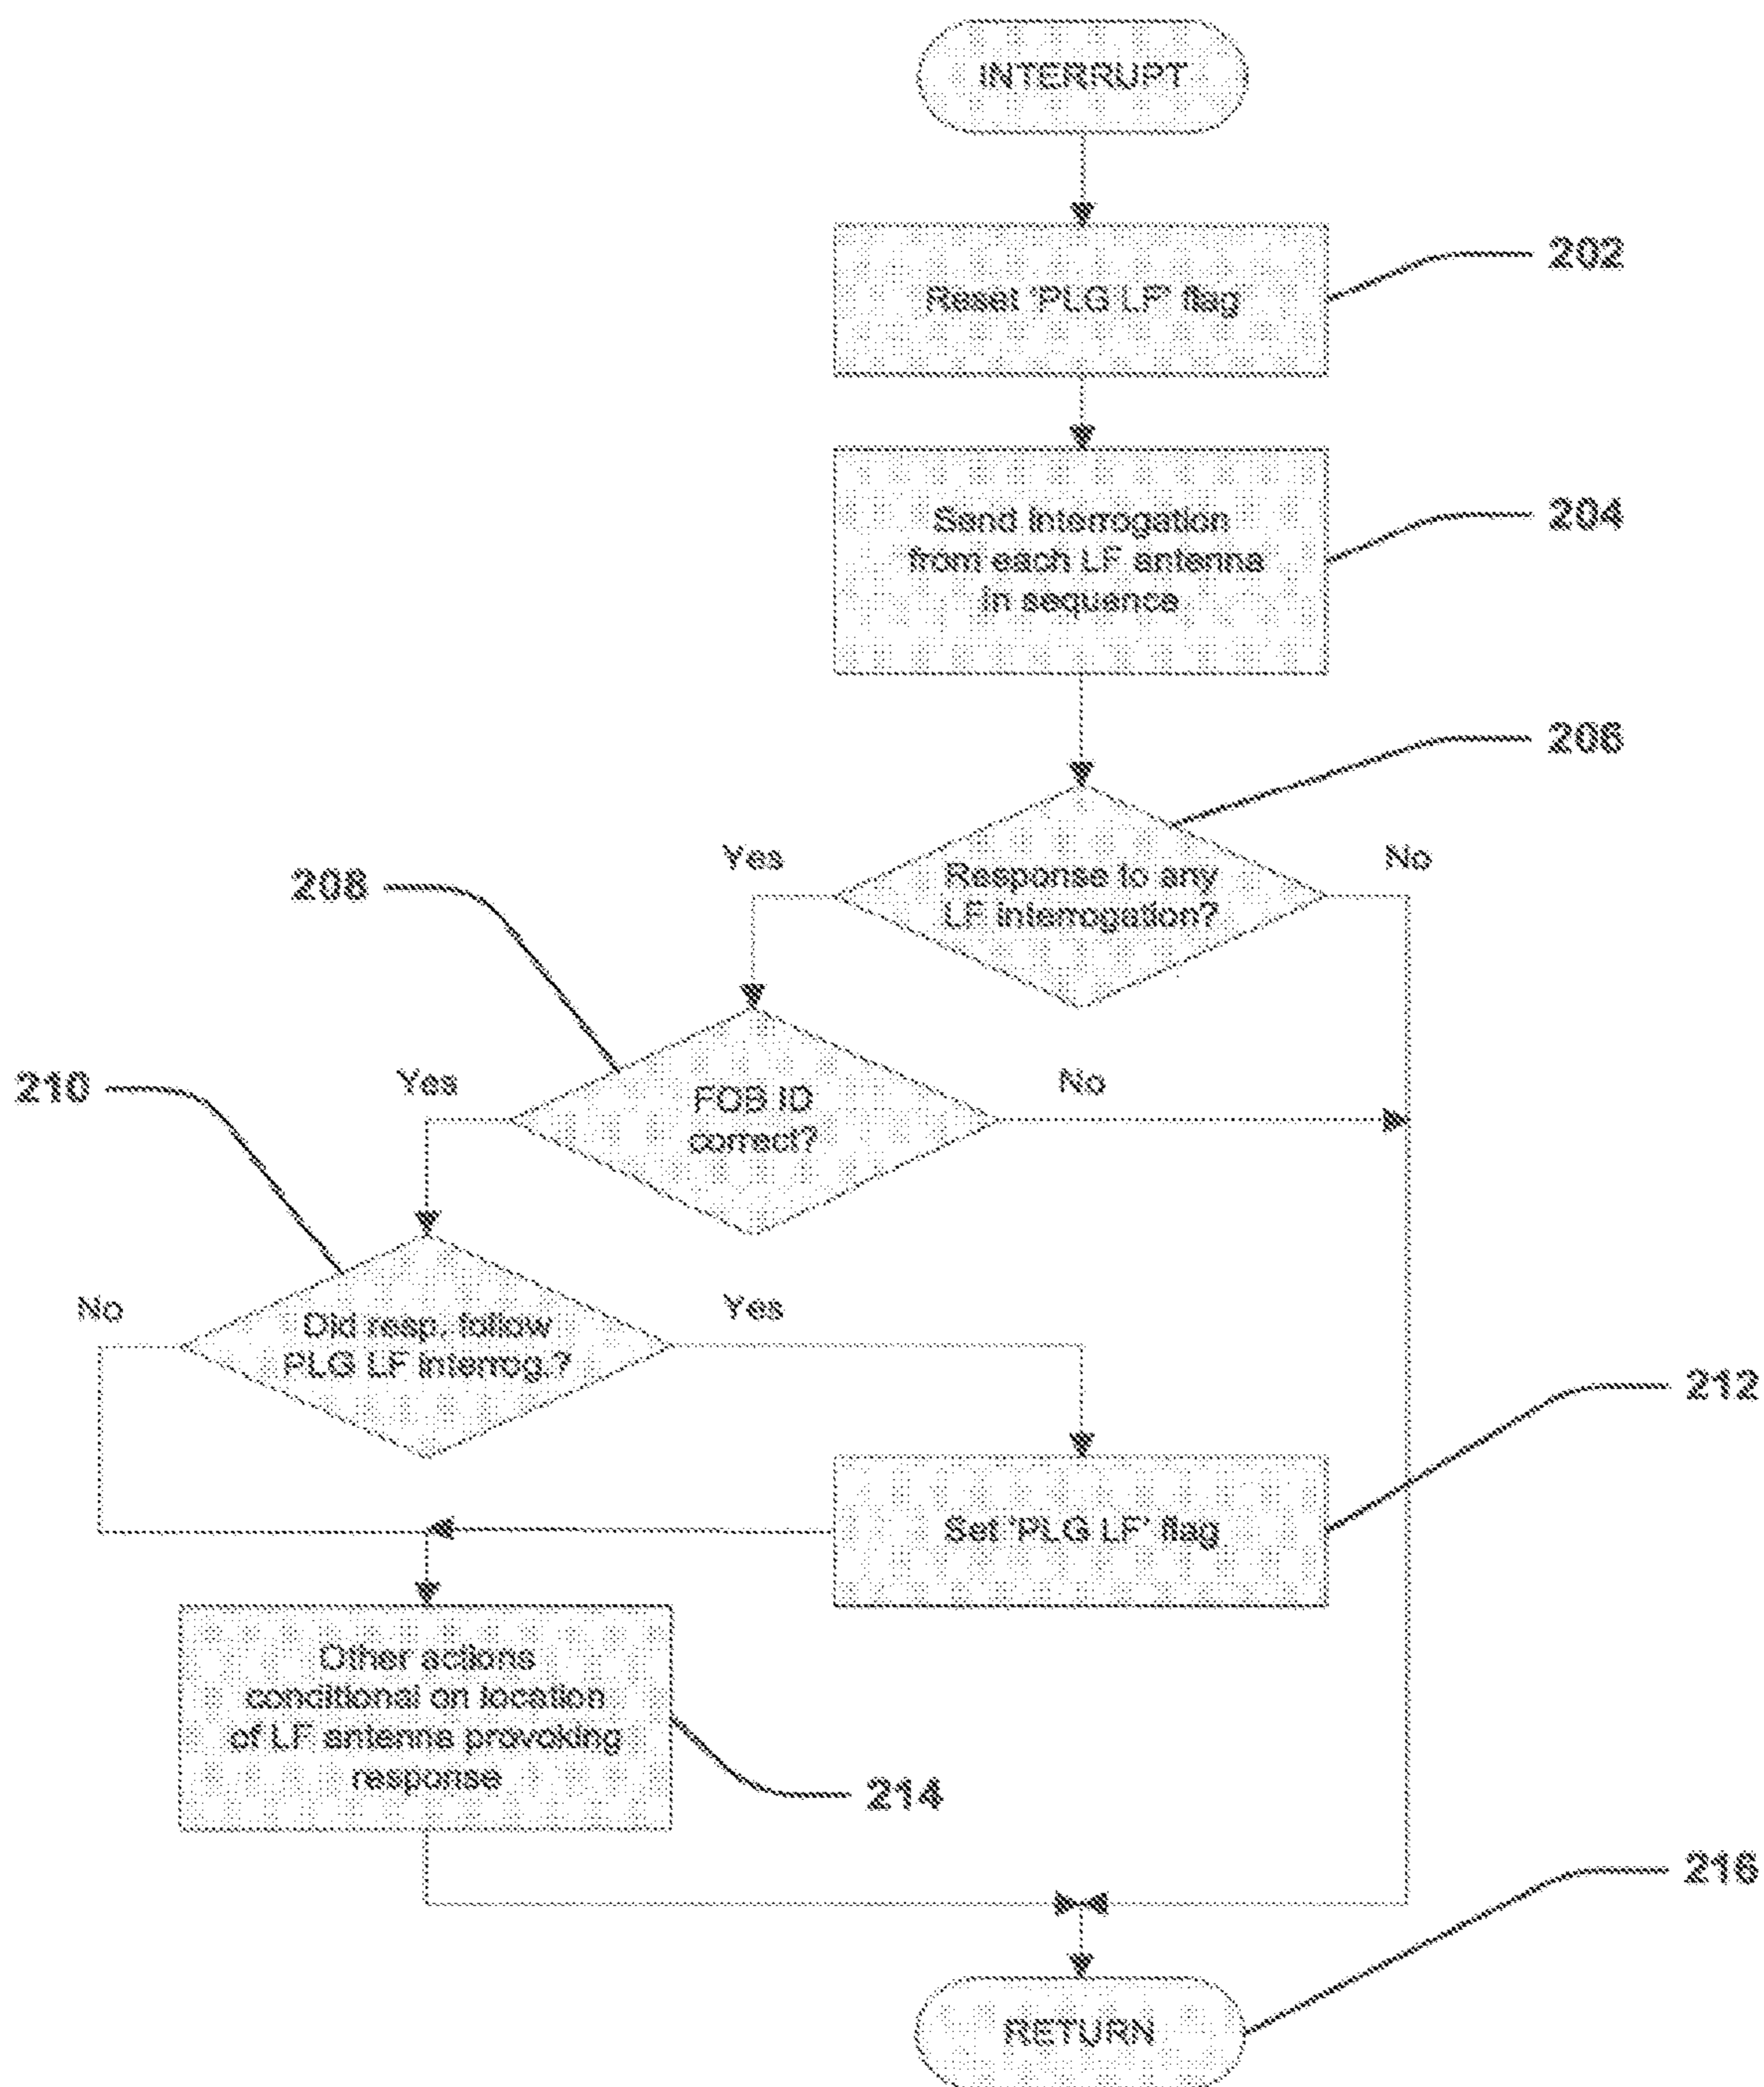 INTERRUPT
202
Reset 'PLG LF' flag
204
Send interrogation
from each LF antenna
in sequence
206
Yes
No
Response to any
LF interrogation?
208
210
Yes
No
FOB ID
correct?
No
Yes
Did resp. follow
PLG LF interrog.?
212
Set 'PLG LF' flag
Other actions
conditional on location
of LF antenna provoking
response
214
216
RETURN